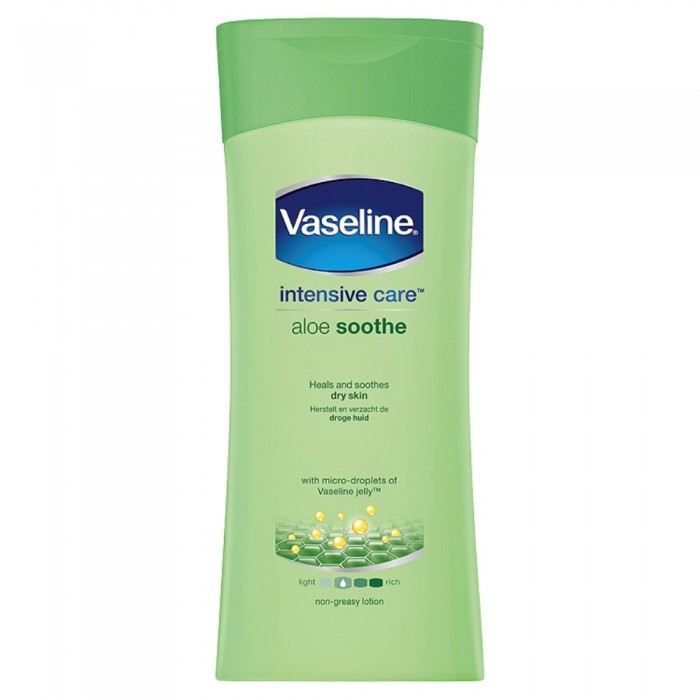 Vaseline®
intensive care™
aloe soothe
Heals and soothes
dry skin
Herstelt en verzacht de
droge huid
with micro-droplets of
Vaseline jelly™
light rich
non-greasy lotion